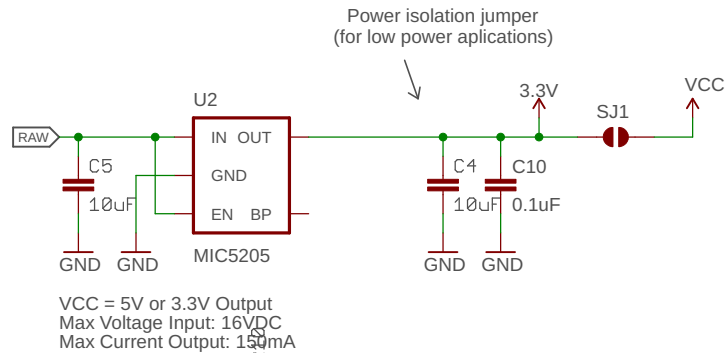 Power isolation jumper
(for low power aplications)
3.3V
VCC
SJ1
U2
RAW
IN OUT
C5
GND
C4
C10
10uF
EN BP
10uF
0.1uF
GND
GND
MIC5205
GND
GND
VCC = 5V or 3.3V Output
Max Voltage Input: 16VDC
Max Current Output: 150mA